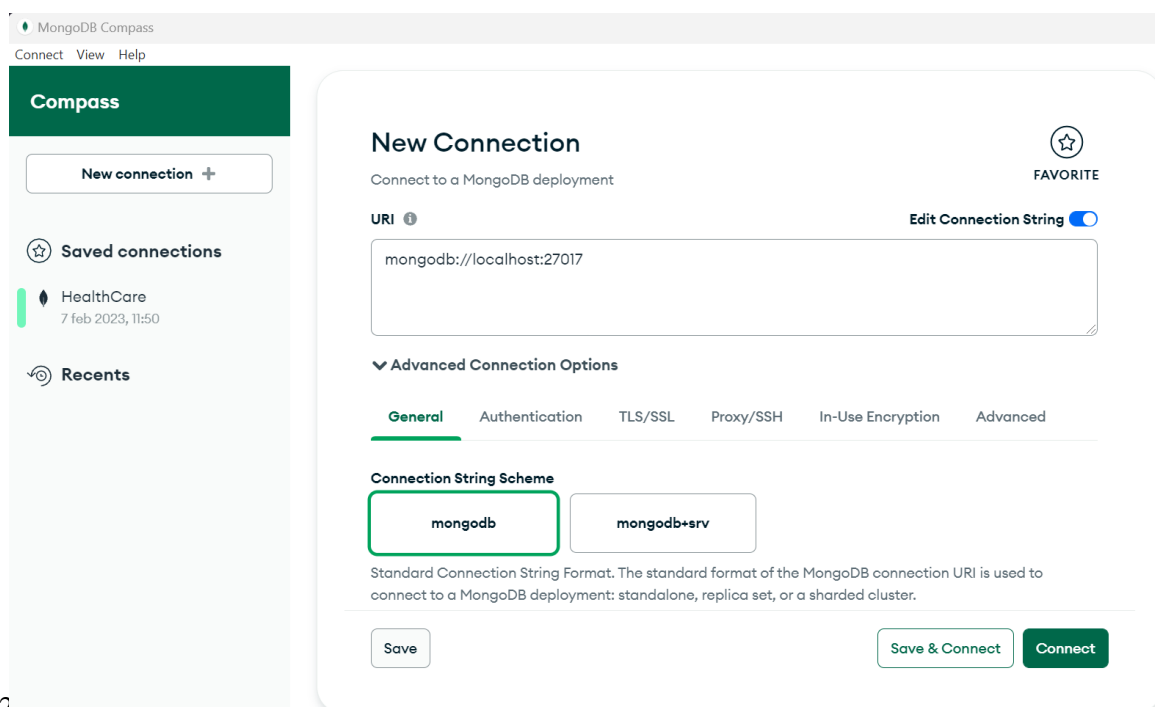 MongoDB Compass
Connect View Help
Compass
New connection
Saved connections
HealthCare
7 feb 2023, 11:50
Recents
New Connection
Connect to a MongoDB deployment
FAVORITE
URI
Edit Connection String
mongodb://localhost:27017
Advanced Connection Options
General Authentication TLS/SSL Proxy/SSH In-Use Encryption Advanced
Connection String Scheme
mongodb mongodb+srv
Standard Connection String Format. The standard format of the MongoDB connection URI is used to
connect to a MongoDB deployment: standalone, replica set, or a sharded cluster.
Save Save & Connect Connect